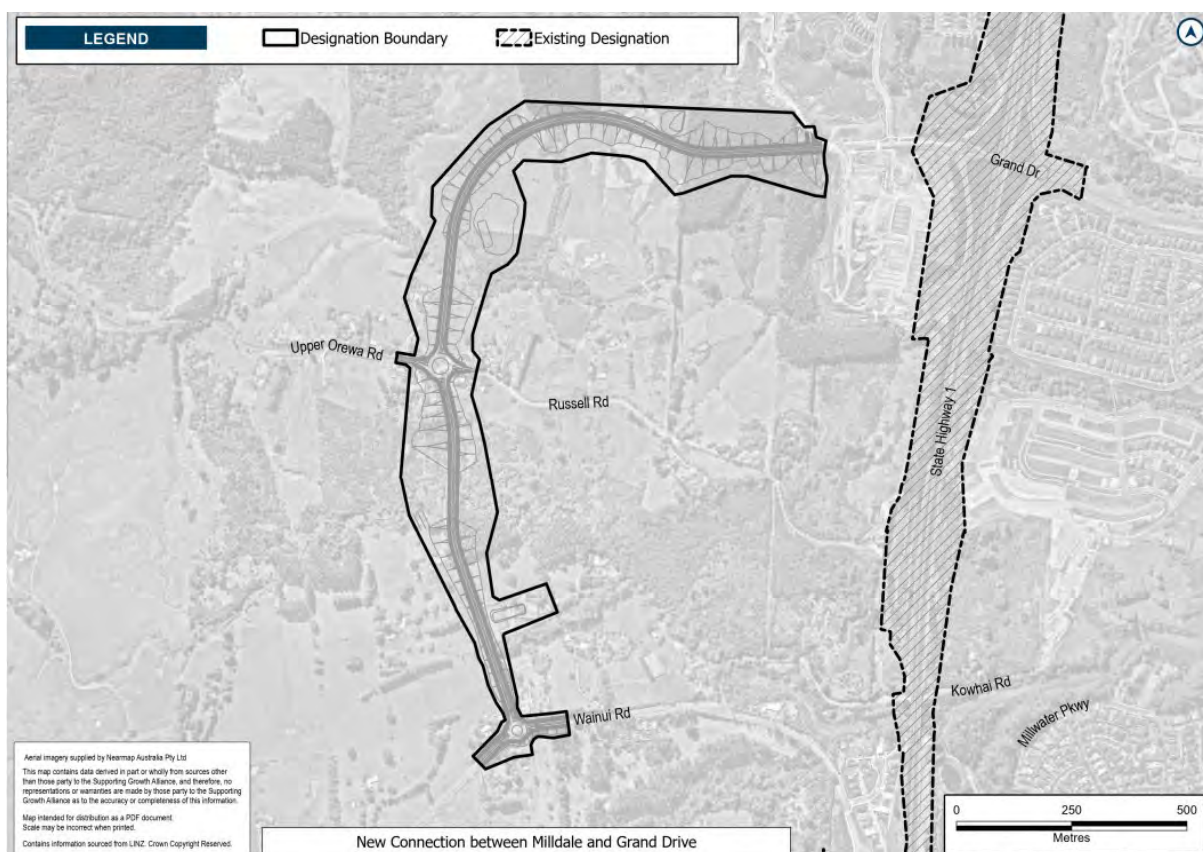 LEGEND
Designation Boundary
Existing Designation
Grand Dr
Upper Orewa Rd
Russell Rd
State Highway 1
Kowhai Rd
Wainui Rd
Millwater Pkwy
Aerial imagery supplied by Nearmap Australia Pty Ltd
This map contains data derived in part or wholly from sources other
than those party to the Supporting Growth Alliance, and therefore, no
representations or warranties are made by those party to the Supporting
Growth Alliance as to the accuracy or completeness of this information.
Map intended for distribution as a PDF document.
Scale may be incorrect when printed.
Contains information sourced from LINZ. Crown Copyright Reserved.
New Connection between Milldale and Grand Drive
0 250 500
Metres